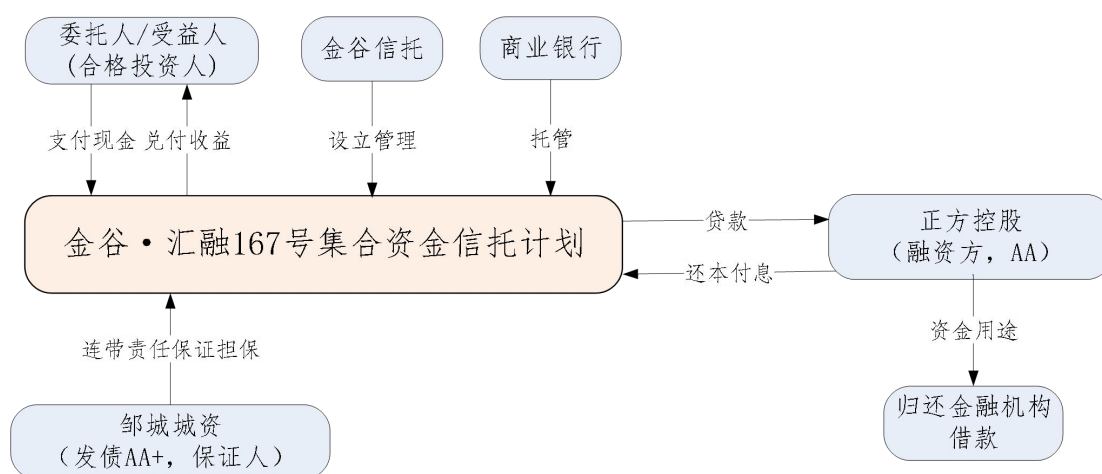 委托人/受益人
(合格投资人)
金谷信托
商业银行
支付现金 兑付收益
设立管理
托管
金谷·汇融167号集合资金信托计划
贷款
还本付息
正方控股
（融资方，AA）
连带责任保证担保
资金用途
邹城城资
（发债AA+，保证人）
归还金融机构
借款